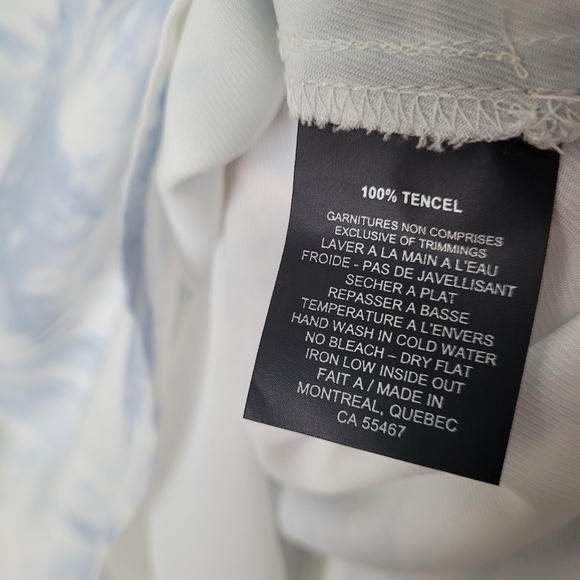 100% TENCEL
GARNITURES NON COMPRISES
EXCLUSIVE OF TRIMMINGS
LAVER A LA MAIN A L'EAU
FROIDE - PAS DE JAVELLISANT
SECHER A PLAT
REPASSER A BASSE
TEMPERATURE A L'ENVERS
HAND WASH IN COLD WATER
NO BLEACH – DRY FLAT
IRON LOW INSIDE OUT
FAIT A / MADE IN
MONTREAL, QUEBEC
CA 55467